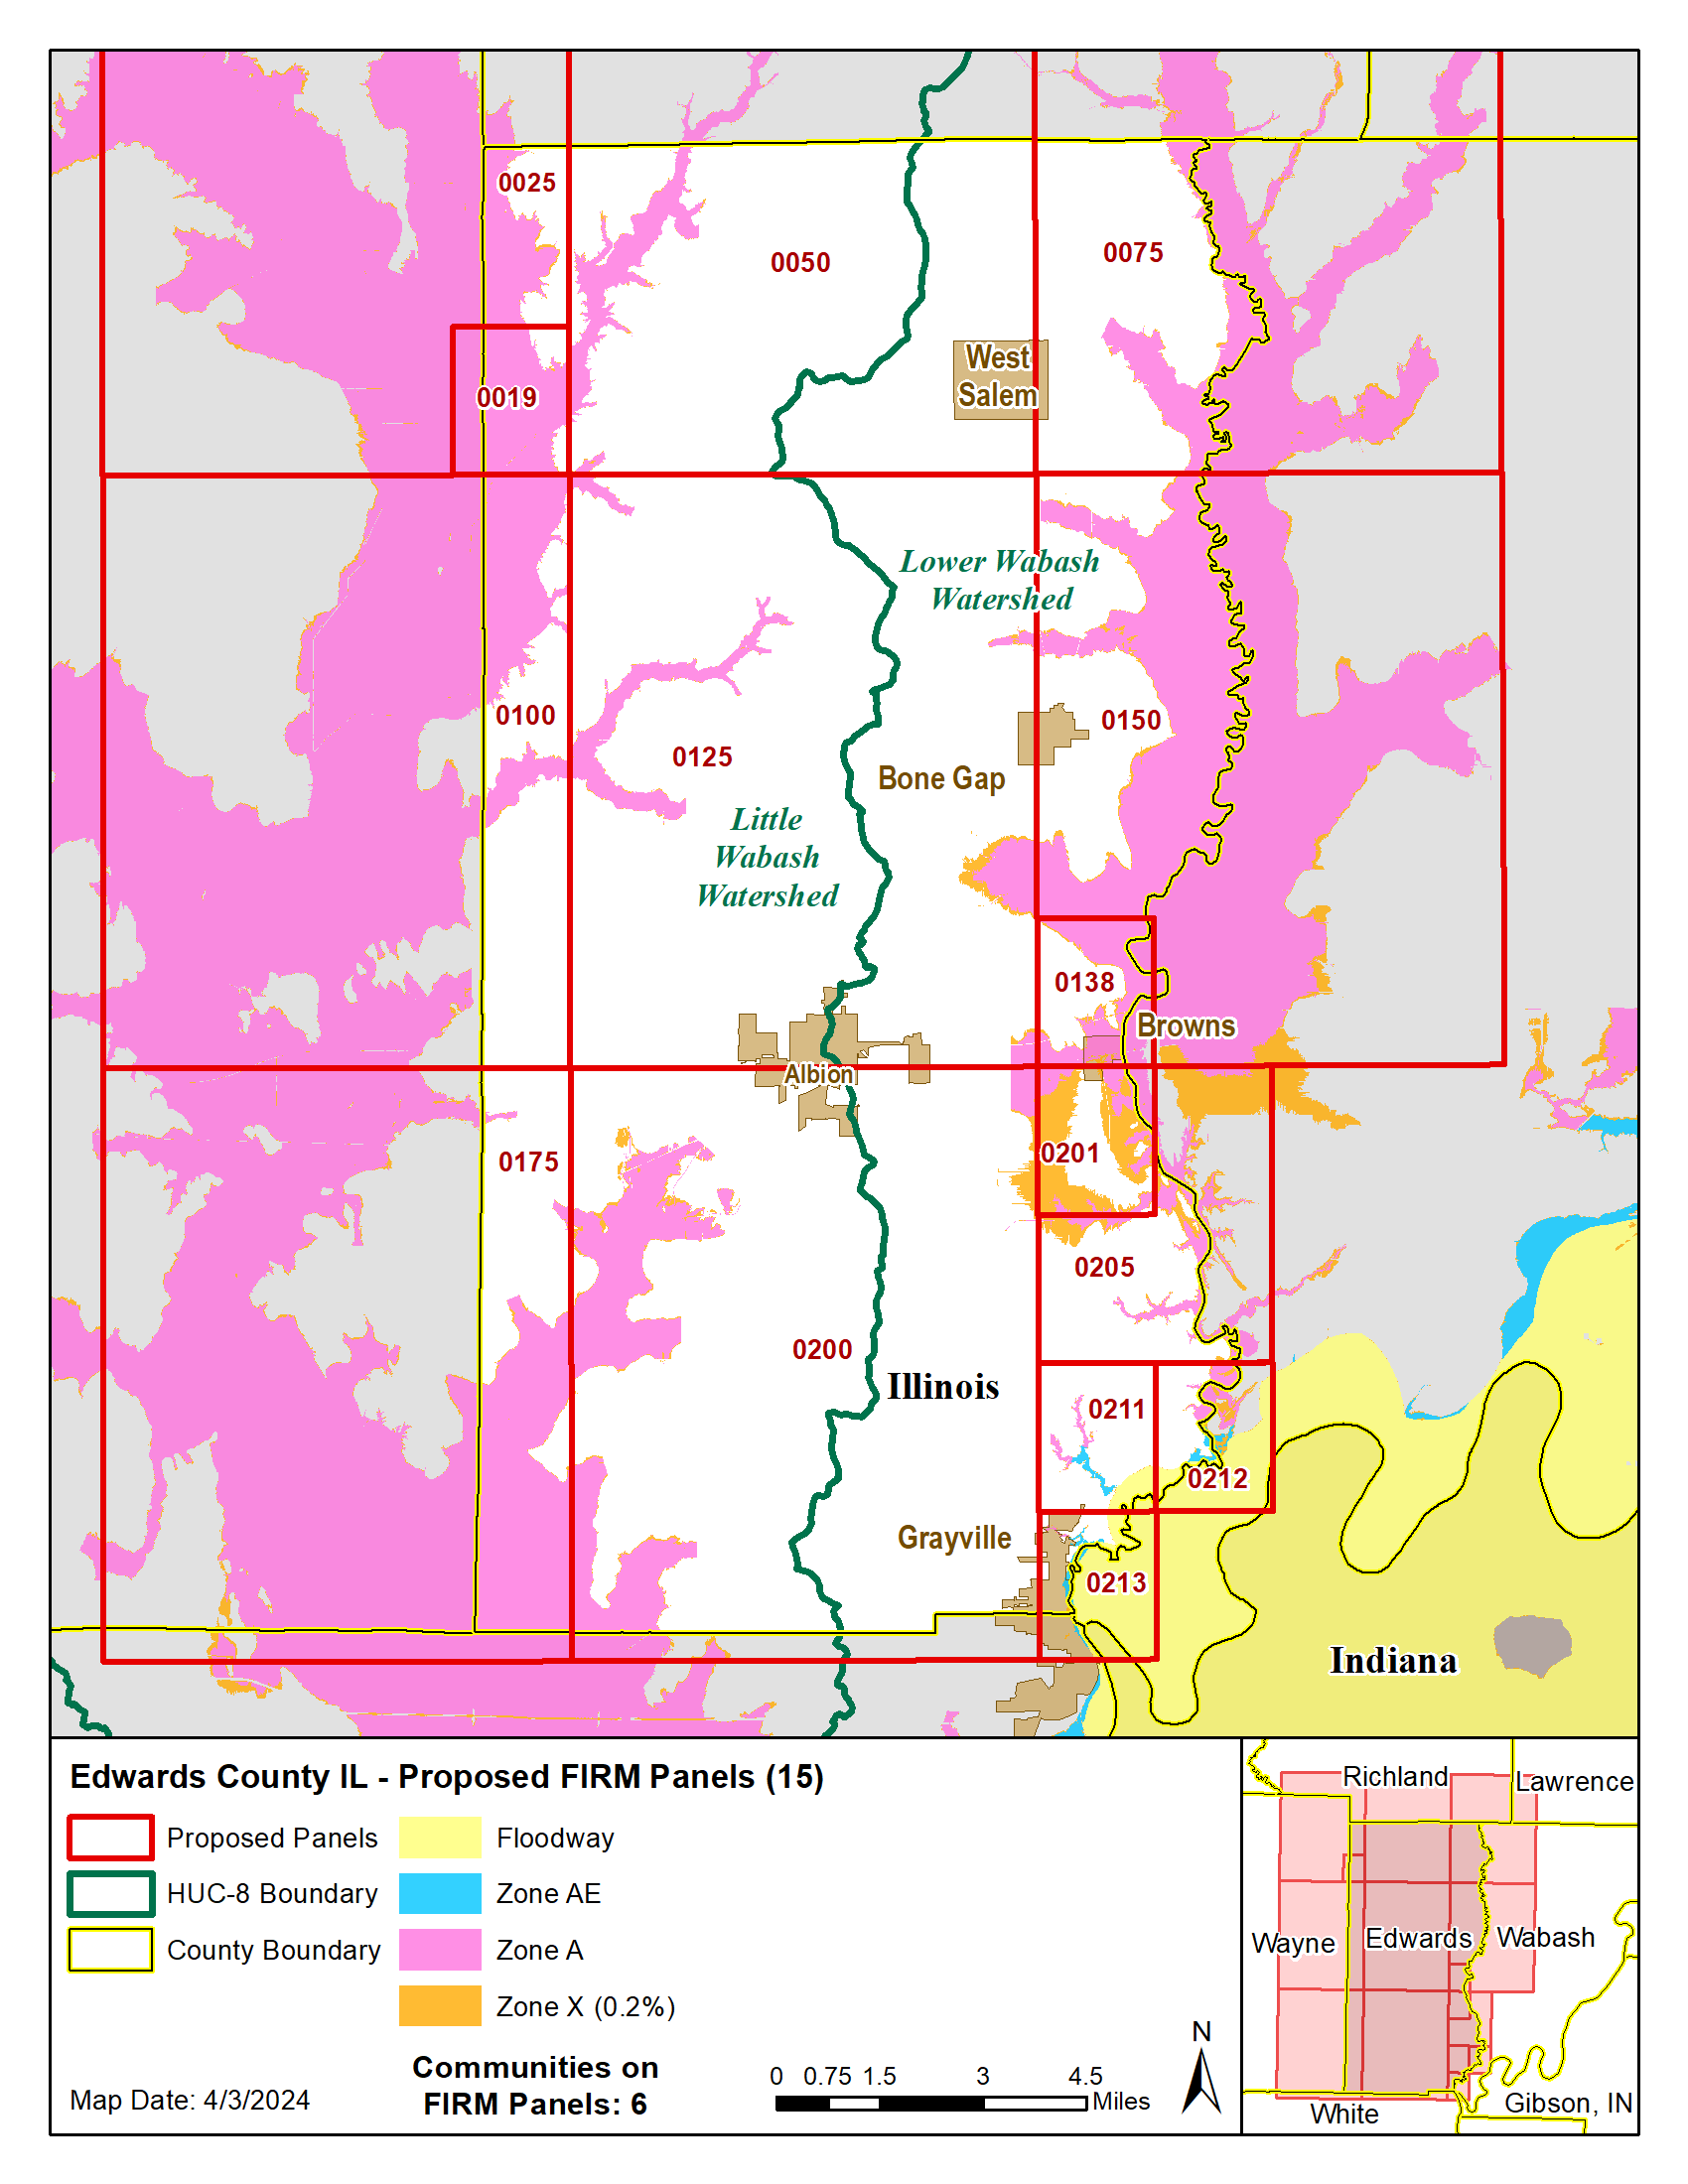 0025
0050
0075
West
Salem
0019
Lower Wabash
Watershed
0100
0150
0125
Bone Gap
Little
Wabash
Watershed
0138
Browns
Albion
0201
0175
0205
0200
Illinois
0211
0212
Grayville
0213
Indiana
Edwards County IL - Proposed FIRM Panels (15)
Proposed Panels
HUC-8 Boundary
County Boundary
Floodway
Zone AE
Zone A
Zone X (0.2%)
Communities on
FIRM Panels: 6
Map Date: 4/3/2024
0 0.75 1.5 3 4.5
Miles
N
Richland
Lawrence
Wayne
Edwards
Wabash
White
Gibson, IN